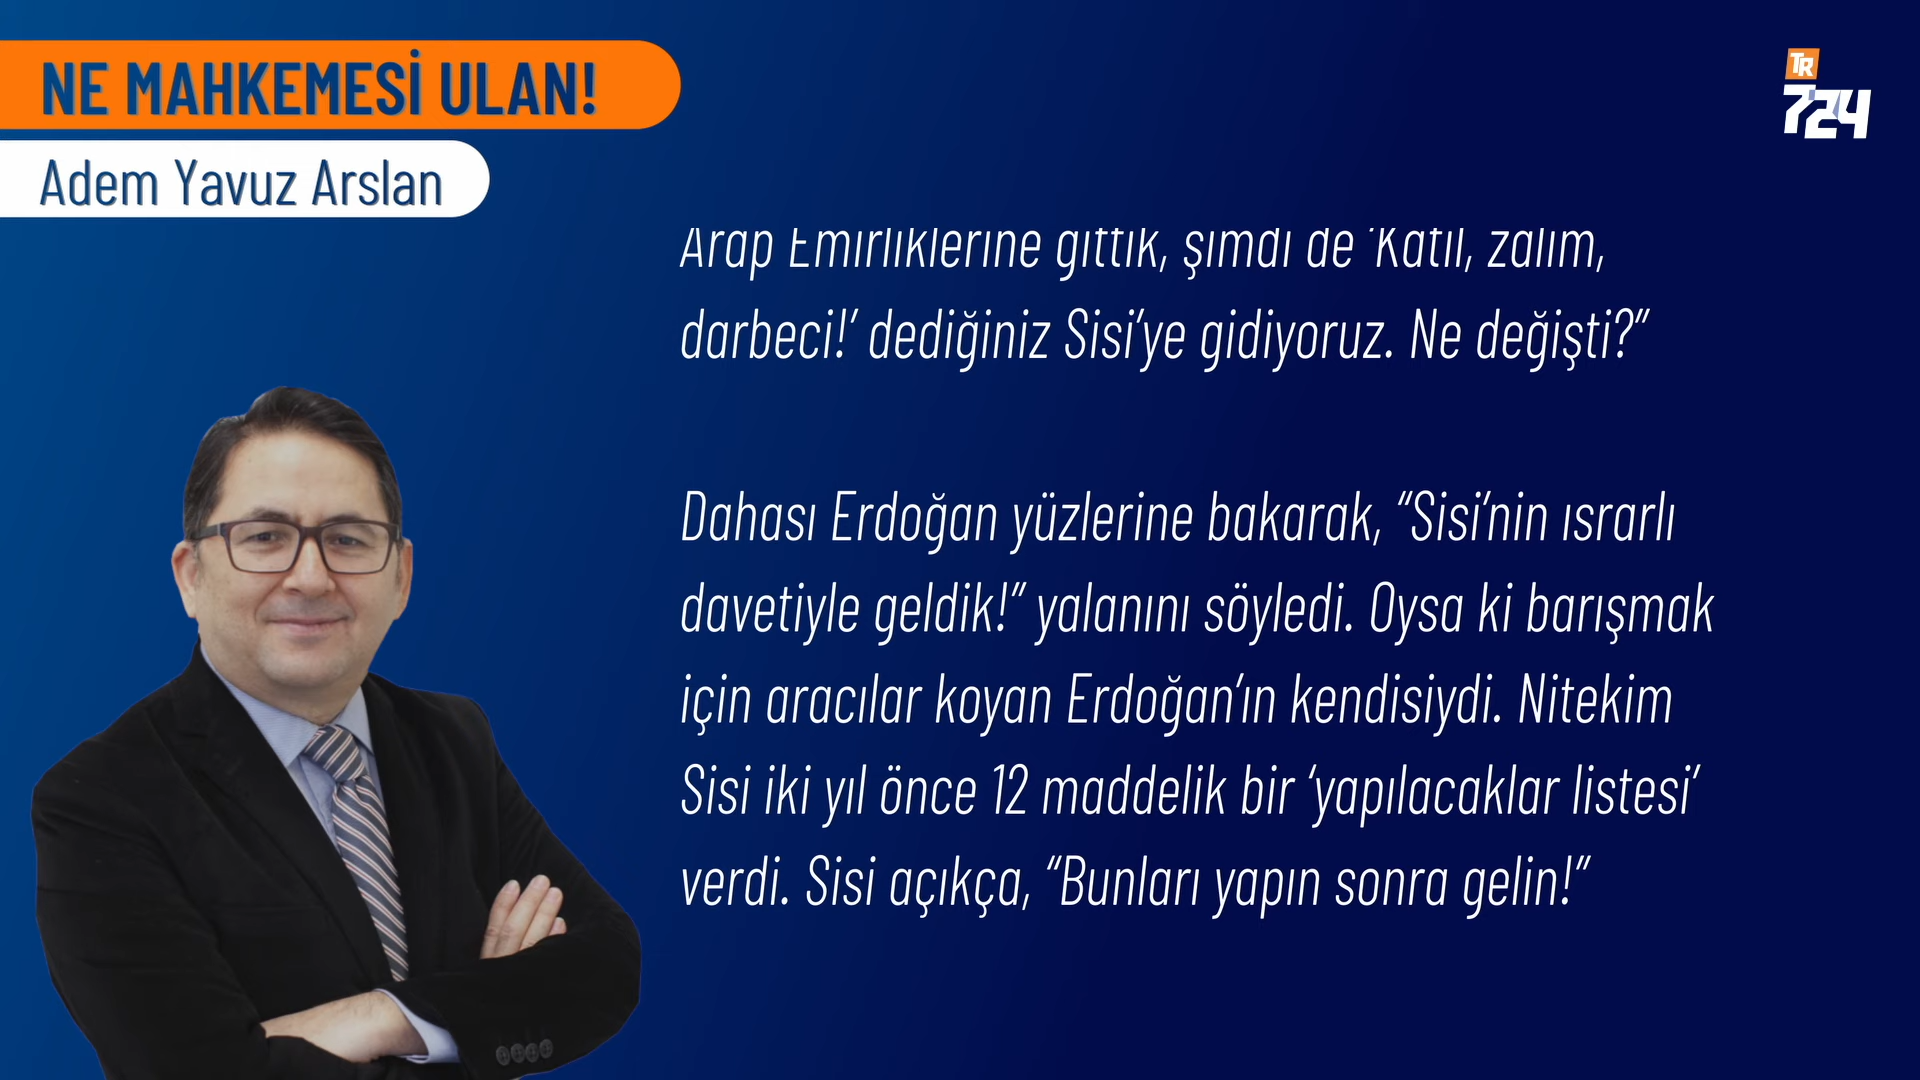 NE MAHKEMESİ ULAN!
Adem Yavuz Arslan
TR
724
Arap Emirliklerine gittik, şimdi de ‘Katil, zalim,
darbeci!’ dediğiniz Sisi’ye gidiyoruz. Ne değişti?”
Dahası Erdoğan yüzlerine bakarak, “Sisi’nin ısrarlı
davetiyle geldik!” yalanını söyledi. Oysa ki barışmak
için aracılar koyan Erdoğan’ın kendisiydi. Nitekim
Sisi iki yıl önce 12 maddelik bir ‘yapılacaklar listesi’
verdi. Sisi açıkça, “Bunları yapın sonra gelin!”